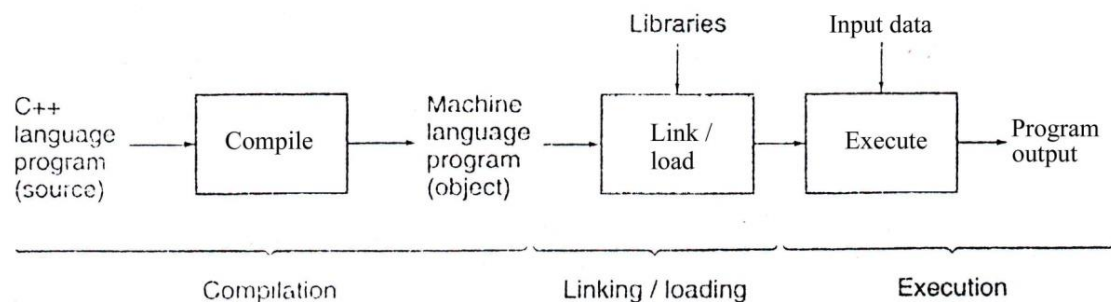 Libraries
Input data
C++
language
program
(source)
Compile
Machine
language
program
(object)
Link /
load
Execute
Program
output
Compilation
Linking / loading
Execution